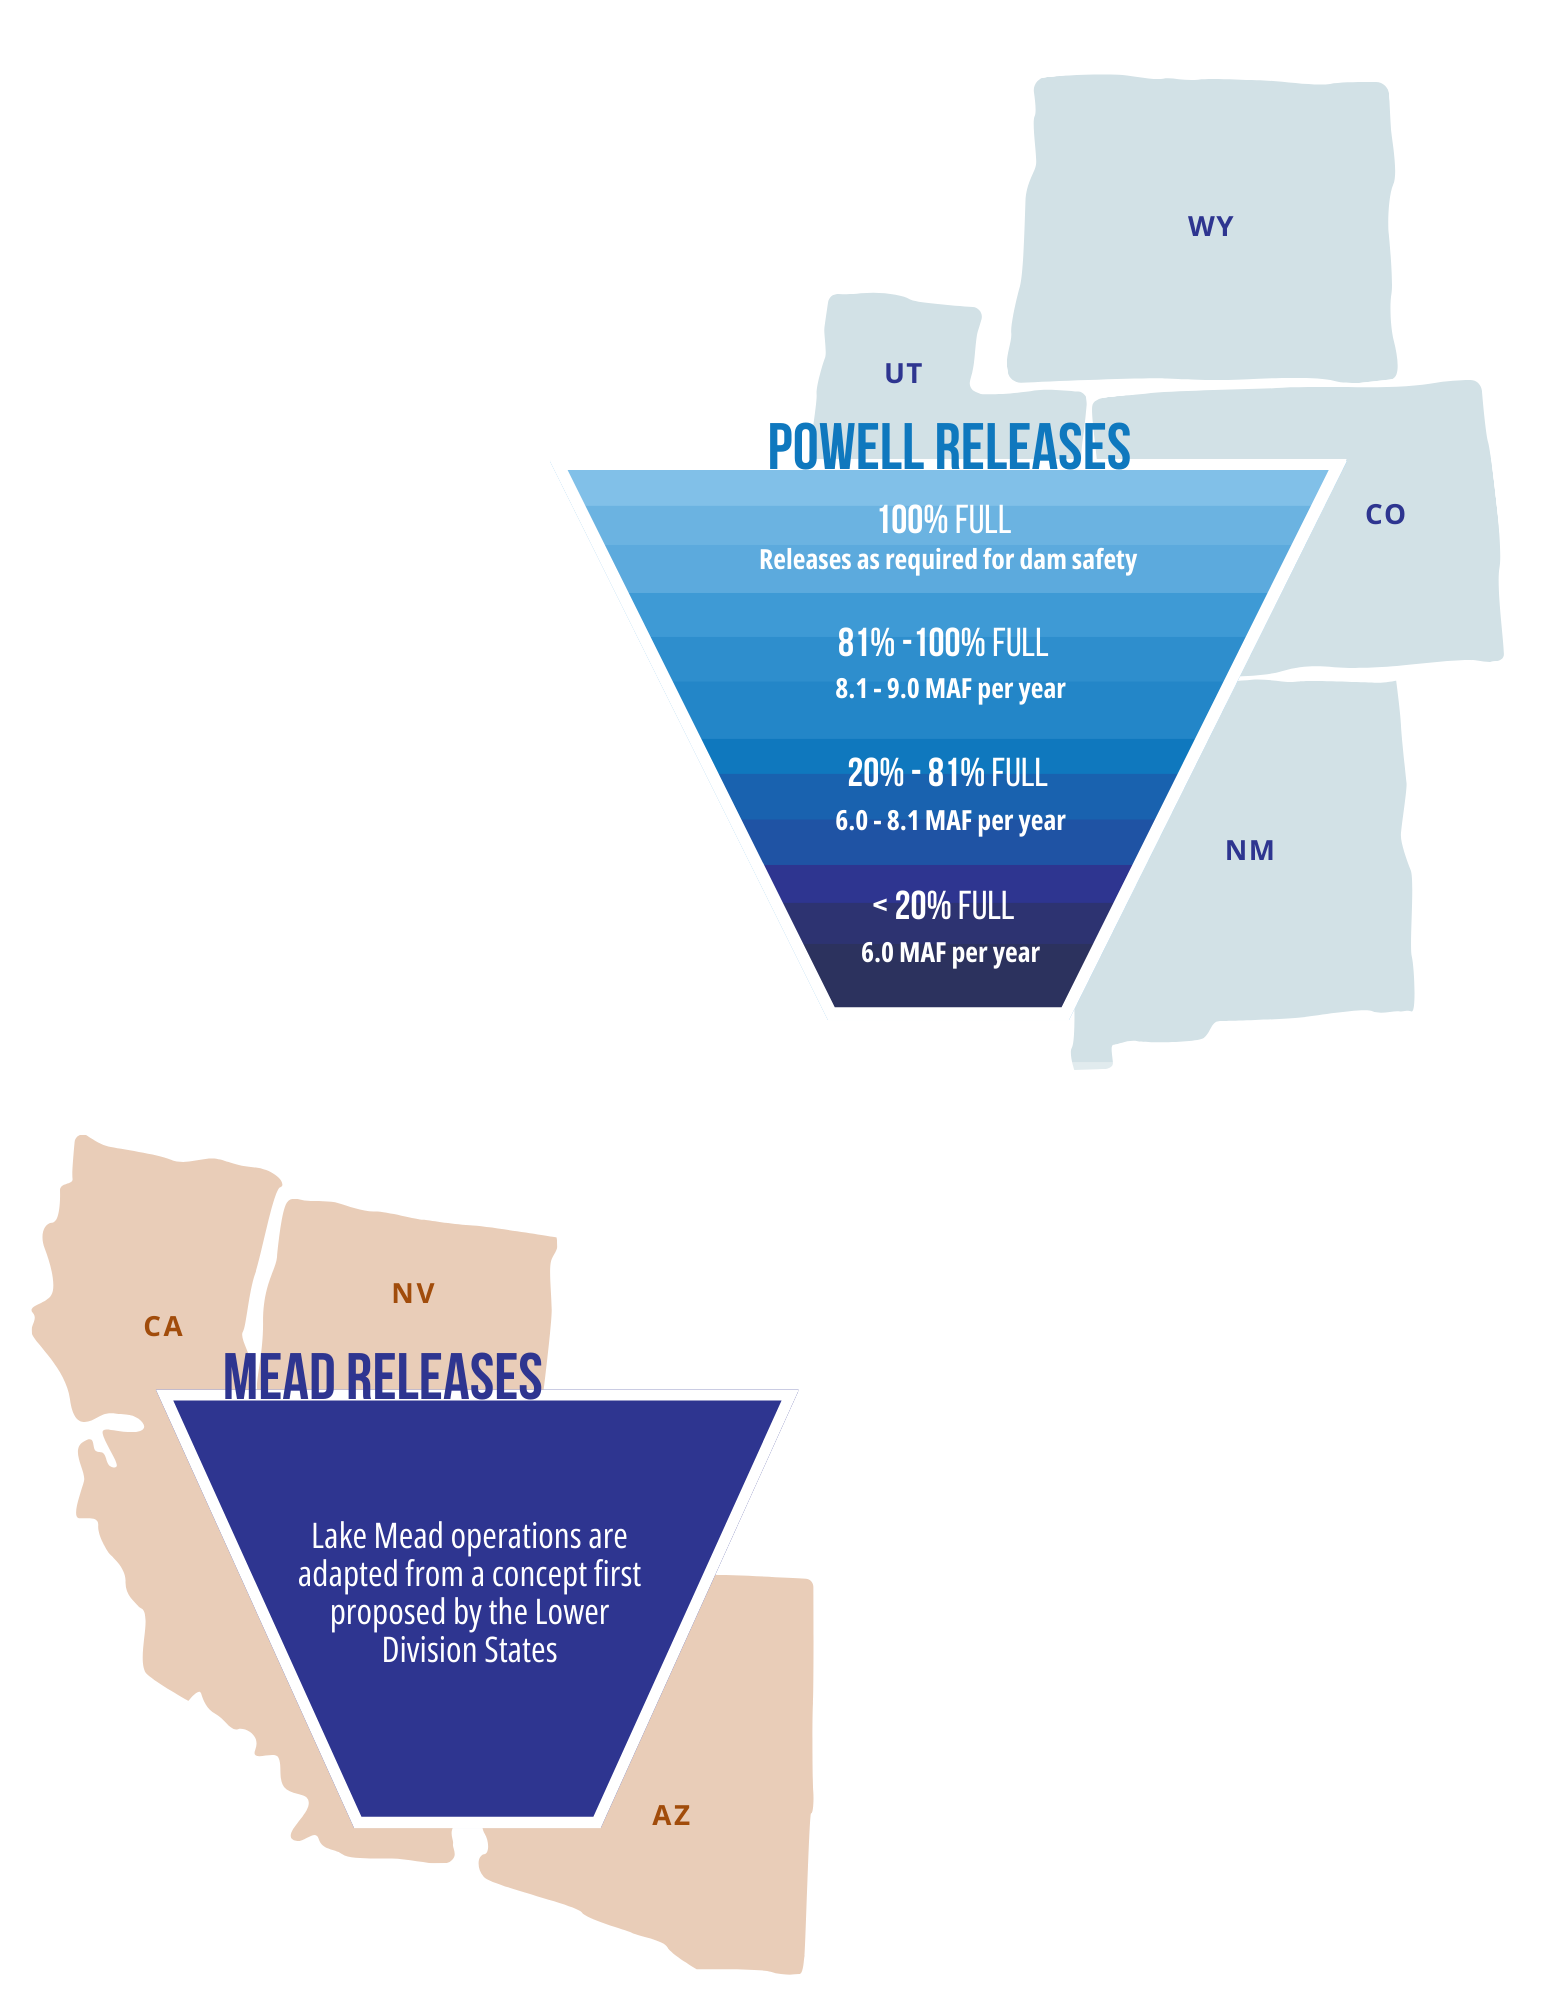 WY
UT
POWELL RELEASES
CO
100% FULL
Releases as required for dam safety
81% -100% FULL
8.1 - 9.0 MAF per year
20% - 81% FULL
6.0 - 8.1 MAF per year
NM
< 20% FULL
6.0 MAF per year
NV
CA
MEAD RELEASES
Lake Mead operations are
adapted from a concept first
proposed by the Lower
Division States
AZ